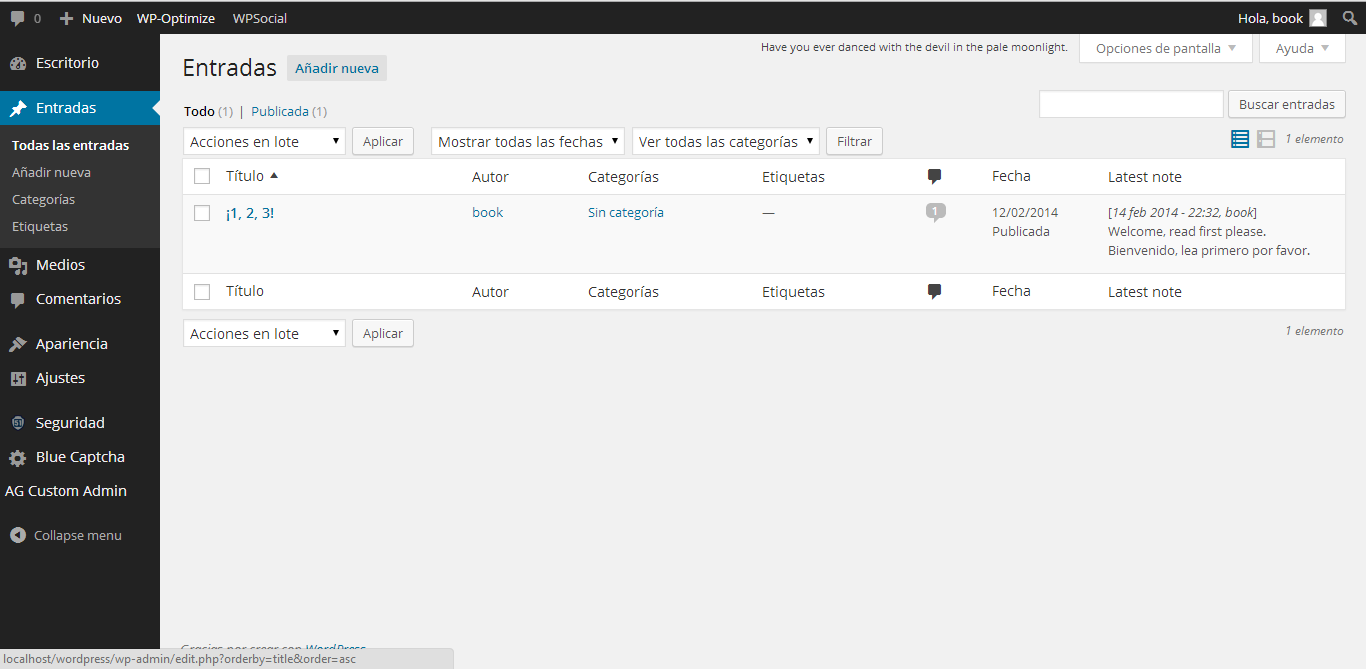 0 Nuevo WP-Optimize WPSocial Hola, book
Escritorio
Entradas
Todas las entradas
Añadir nueva
Categorías
Etiquetas
Medios
Comentarios
Apariencia
Ajustes
Seguridad
Blue Captcha
AG Custom Admin
Collapse menu
Have you ever danced with the devil in the pale moonlight. Opciones de pantalla Ayuda
Entradas Añadir nueva
Todo (1) | Publicada (1)
Buscar entradas
Acciones en lote Aplicar Mostrar todas las fechas Ver todas las categorías Filtrar 1 elemento
Título Autor Categorías Etiquetas Fecha Latest note
¡1, 2, 3! book Sin categoría — 1 12/02/2014 [14 feb 2014 - 22:32, book]
Publicada Welcome, read first please.
Bienvenido, lea primero por favor.
Título Autor Categorías Etiquetas Fecha Latest note
Acciones en lote Aplicar 1 elemento
Gracias por crear con WordPress
localhost/wordpress/wp-admin/edit.php?orderby=title&order=asc